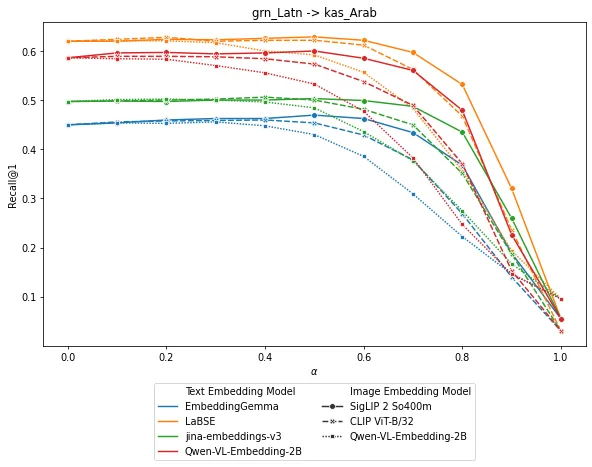 grn_Latn -> kas_Arab
Recall@1
0.6
0.5
0.4
0.3
0.2
0.1
0.0 0.2 0.4 0.6 0.8 1.0
α
Text Embedding Model
EmbeddingGemma
LaBSE
jina-embeddings-v3
Qwen-VL-Embedding-2B
Image Embedding Model
SigLIP 2 So400m
CLIP ViT-B/32
Qwen-VL-Embedding-2B